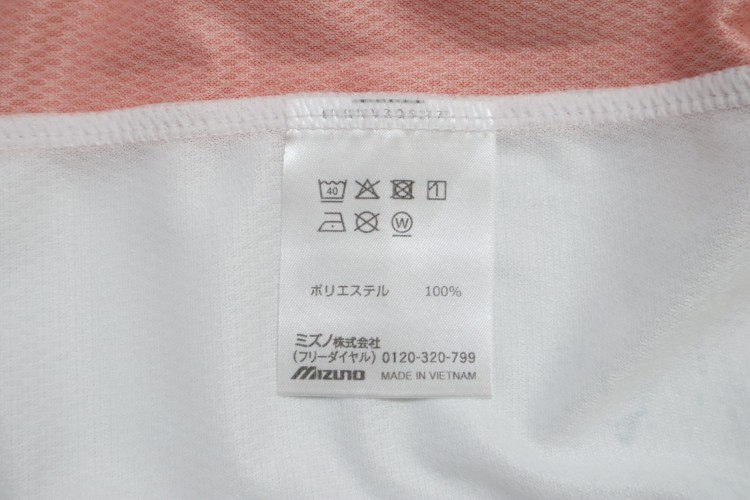 40
W
ポリエステル 100%
ミズノ株式会社
(フリーダイヤル) 0120-320-799
MIZUNO MADE IN VIETNAM